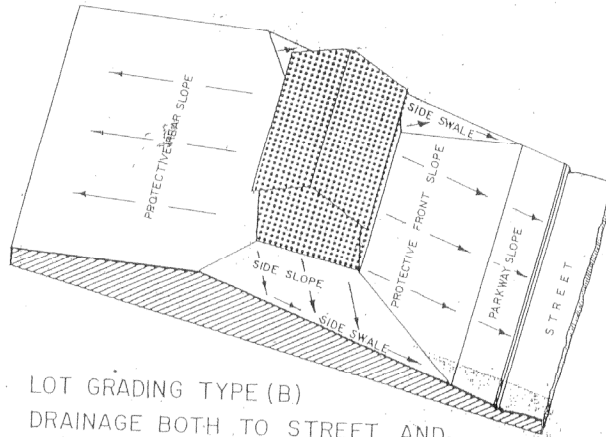 PROTECTIVE REAR SLOPE
SIDE SWALE
PROTECTIVE FRONT SLOPE
PARKWAY SLOPE
STREET
SIDE SLOPE
SIDE SWALE
LOT GRADING TYPE (B)
DRAINAGE BOTH TO STREET AND